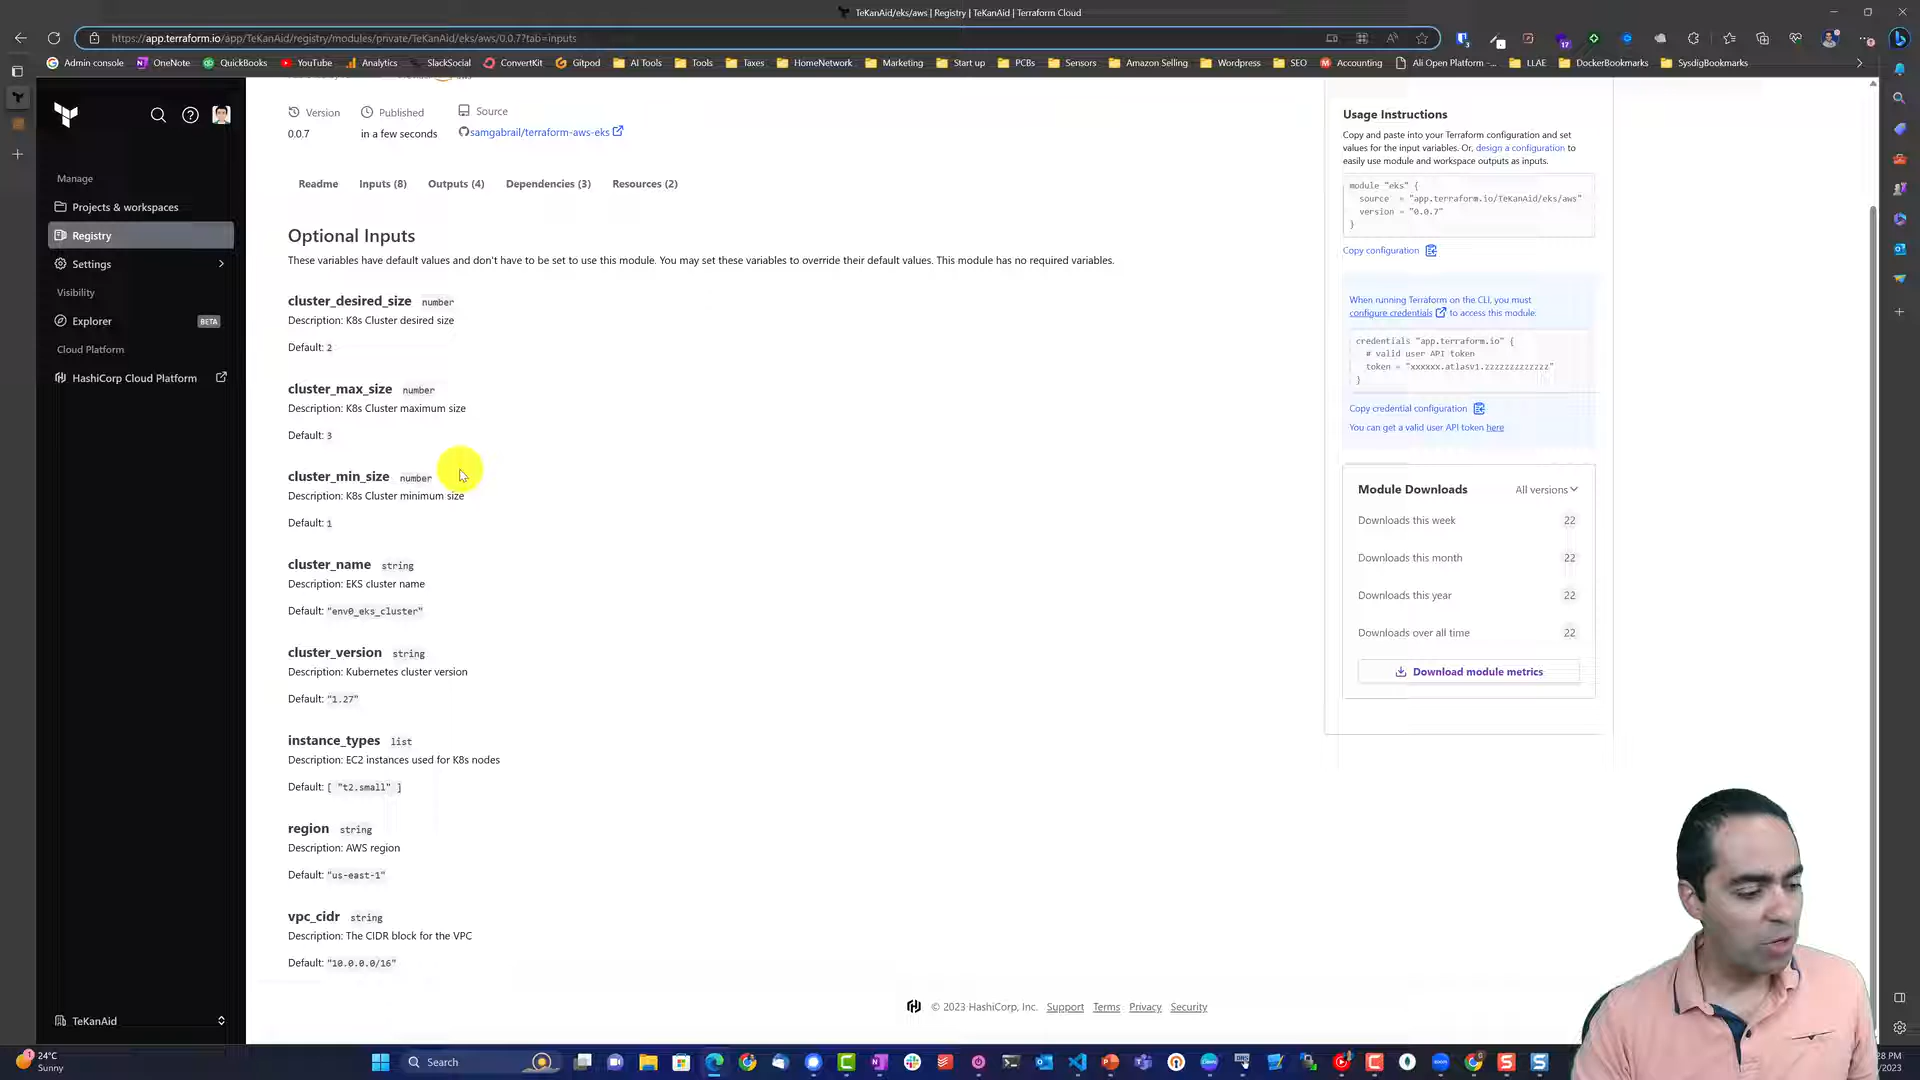 TeKanAid/eks/aws | Registry | TeKanAid | Terraform Cloud
https://app.terraform.io/app/TeKanAid/registry/modules/private/TeKanAid/eks/aws/0.0.7?tab=inputs
Admin console
OneNote
QuickBooks
YouTube
Analytics
SlackSocial
ConvertKit
Gitpod
AI Tools
Tools
Taxes
HomeNetwork
Marketing
Start up
PCBs
Sensors
Amazon Selling
Wordpress
SEO
Accounting
Ali Open Platform -...
LLAE
DockerBookmarks
SysdigBookmarks
Manage
Projects & workspaces
Registry
Settings
Visibility
Explorer
BETA
Cloud Platform
HashiCorp Cloud Platform
TeKanAid
Version
Published
Source
0.0.7
in a few seconds
samgabrail/terraform-aws-eks
Readme
Inputs (8)
Outputs (4)
Dependencies (3)
Resources (2)
Optional Inputs
These variables have default values and don't have to be set to use this module. You may set these variables to override their default values. This module has no required variables.
cluster_desired_size number
Description: K8s Cluster desired size
Default: 2
cluster_max_size number
Description: K8s Cluster maximum size
Default: 3
cluster_min_size number
Description: K8s Cluster minimum size
Default: 1
cluster_name string
Description: EKS cluster name
Default: "env0_eks_cluster"
cluster_version string
Description: Kubernetes cluster version
Default: "1.27"
instance_types list
Description: EC2 instances used for K8s nodes
Default: [ "t2.small" ]
region string
Description: AWS region
Default: "us-east-1"
vpc_cidr string
Description: The CIDR block for the VPC
Default: "10.0.0.0/16"
Usage Instructions
Copy and paste into your Terraform configuration and set
values for the input variables. Or, design a configuration to
easily use module and workspace outputs as inputs.
module "eks" {
source = "app.terraform.io/TeKanAid/eks/aws"
version = "0.0.7"
}
Copy configuration
When running Terraform on the CLI, you must
configure credentials to access this module.
credentials "app.terraform.io" {
# valid user API token
token = "xxxxxx.atlasv1.zzzzzzzzzzzzz"
}
Copy credential configuration
You can get a valid user API token here
Module Downloads
All versions
Downloads this week 22
Downloads this month 22
Downloads this year 22
Downloads over all time 22
Download module metrics
© 2023 HashiCorp, Inc. Support Terms Privacy Security
24°C
Sunny
Search